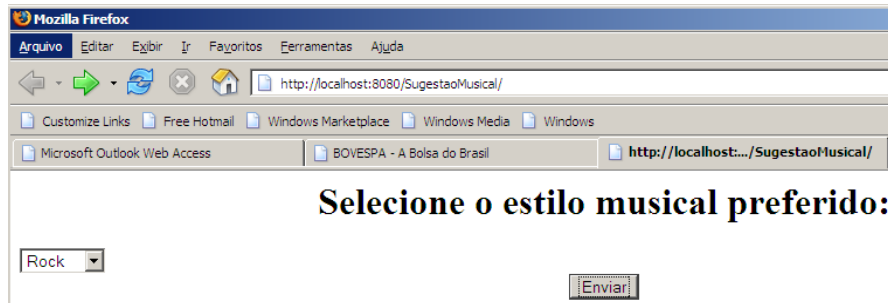 Mozilla Firefox
Arquivo Editar Exibir Ir Favoritos Ferramentas Ajuda
http://localhost:8080/SugestaoMusical/
Customize Links Free Hotmail Windows Marketplace Windows Media Windows
Microsoft Outlook Web Access BOVESPA - A Bolsa do Brasil http://localhost:.../SugestaoMusical/
Selecione o estilo musical preferido:
Rock
Enviar